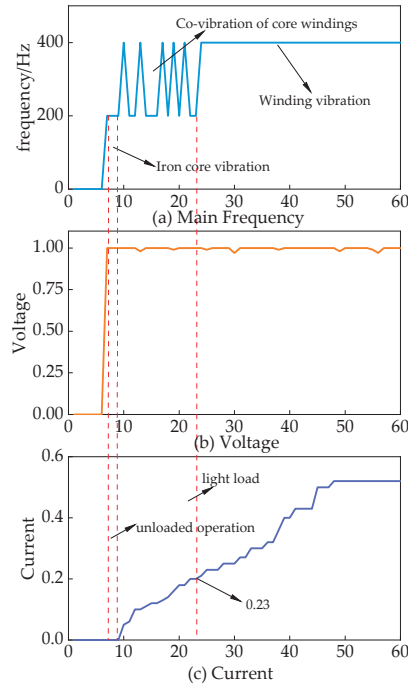 Co-vibration of core windings
400
200
0
frequency/Hz
Winding vibration
Iron core vibration
0 10 20 30 40 50 60
(a) Main Frequency
1.00
0.75
0.50
0.25
0.00
Voltage
0 10 20 30 40 50 60
(b) Voltage
0.6
0.4
0.2
0.0
Current
light load
unloaded operation
0.23
0 10 20 30 40 50 60
(c) Current